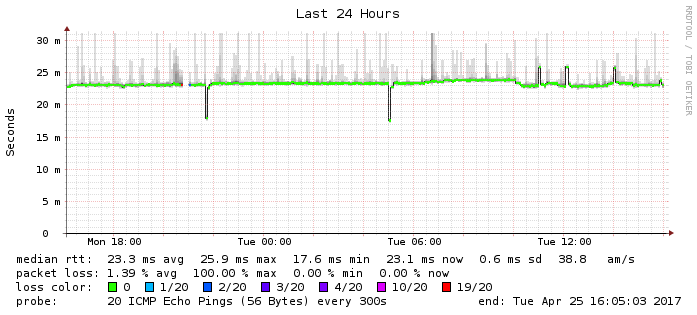 Last 24 Hours
RRDTOOL / TOBI OETIKER
Seconds
30 m
25 m
20 m
15 m
10 m
5 m
0
Mon 18:00 Tue 00:00 Tue 06:00 Tue 12:00
median rtt: 23.3 ms avg 25.9 ms max 17.6 ms min 23.1 ms now 0.6 ms sd 38.8 am/s
packet loss: 1.39 % avg 100.00 % max 0.00 % min 0.00 % now
loss color: 0 1/20 2/20 3/20 4/20 10/20 19/20
probe: 20 ICMP Echo Pings (56 Bytes) every 300s end: Tue Apr 25 16:05:03 2017